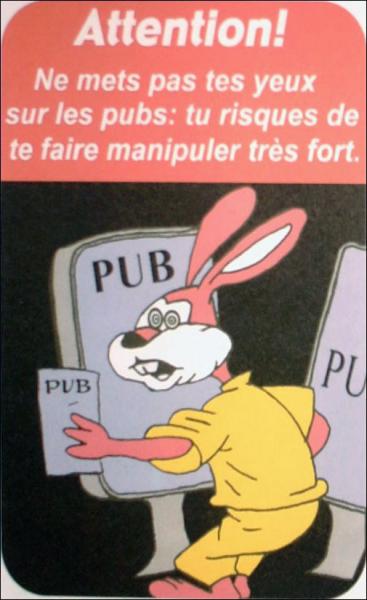 Attention!
Ne mets pas tes yeux
sur les pubs: tu risques de
te faire manipuler très fort.
PUB
PUB
PU